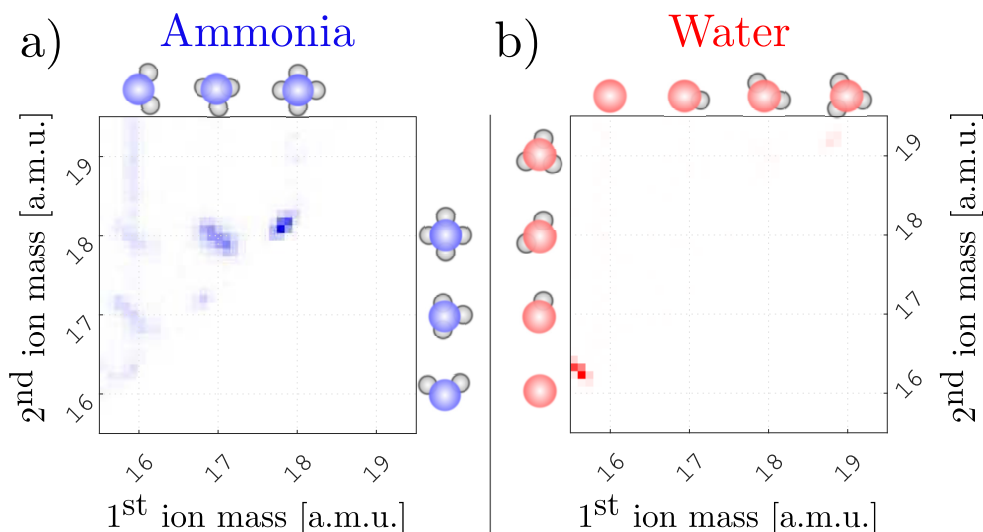 a) Ammonia
b) Water
2nd ion mass [a.m.u.]
19
18
17
16
16 17 18 19
1st ion mass [a.m.u.]
19
18
17
16
2nd ion mass [a.m.u.]
16 17 18 19
1st ion mass [a.m.u.]